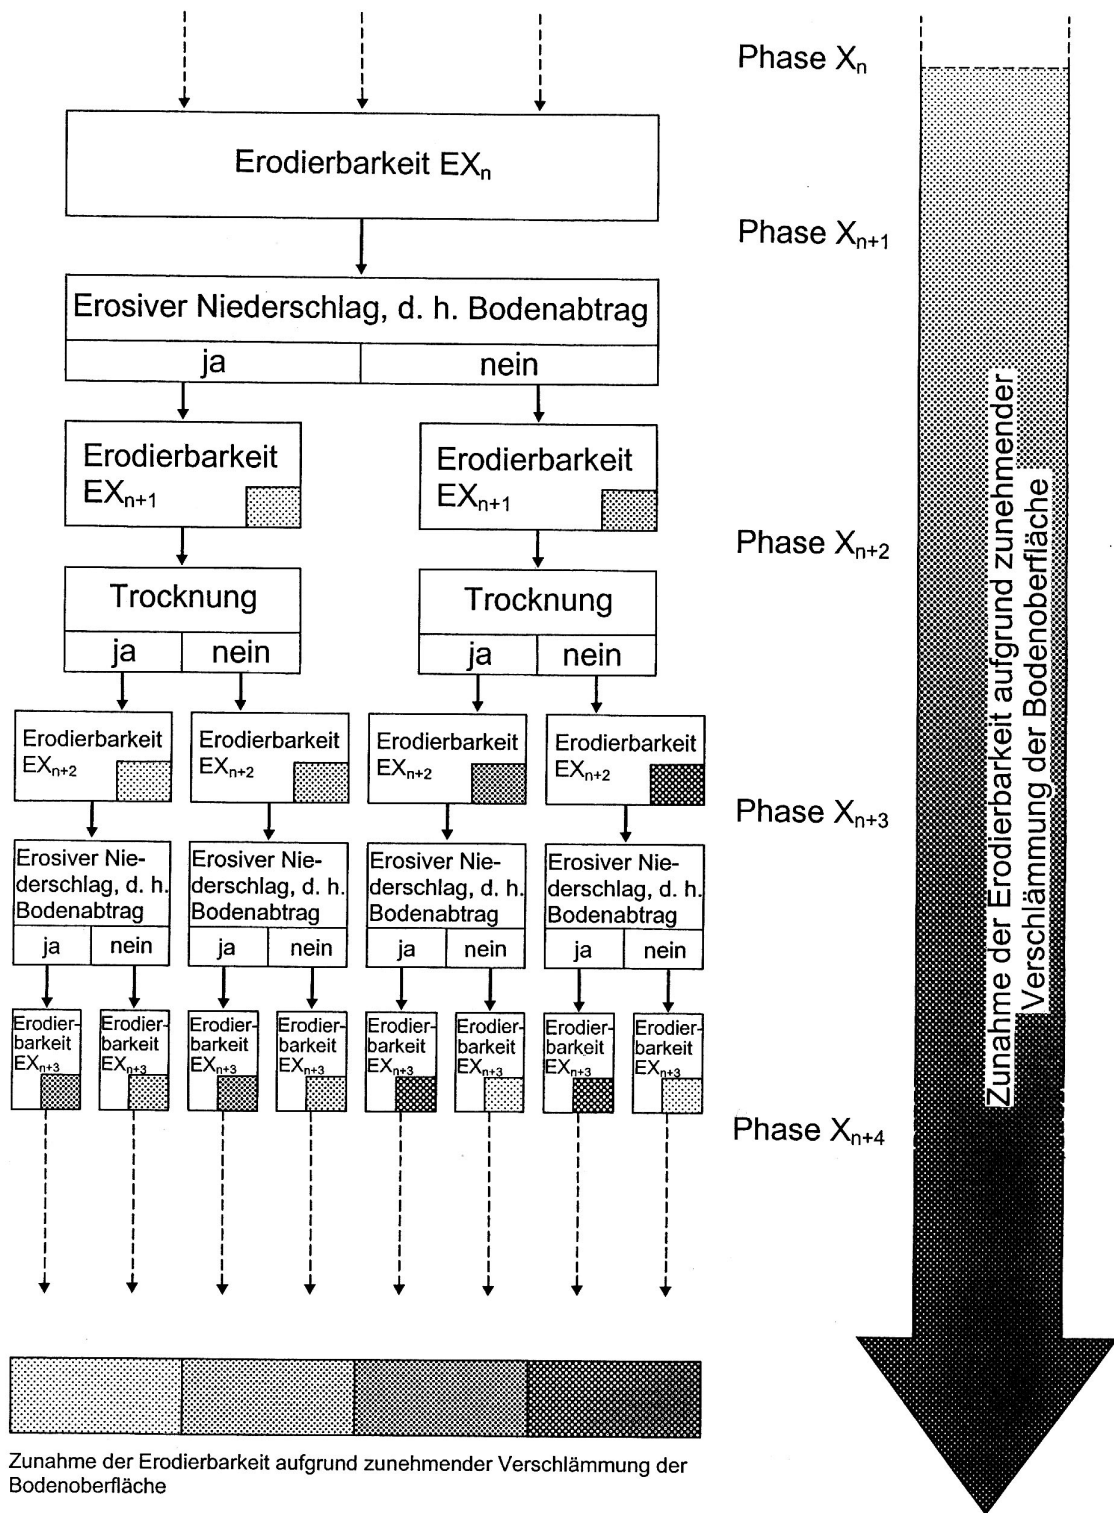 Phase Xn
Erodierbarkeit EXn
Phase Xn+1
Erosiver Niederschlag, d. h. Bodenabtrag
ja nein
Erodierbarkeit
EXn+1
Erodierbarkeit
EXn+1
Phase Xn+2
Trocknung
ja nein
Trocknung
ja nein
Erodierbarkeit
EXn+2
Erodierbarkeit
EXn+2
Erodierbarkeit
EXn+2
Erodierbarkeit
EXn+2
Phase Xn+3
Erosiver Nie-
derschlag, d. h.
Bodenabtrag
ja nein
Erosiver Nie-
derschlag, d. h.
Bodenabtrag
ja nein
Erosiver Nie-
derschlag, d. h.
Bodenabtrag
ja nein
Erosiver Nie-
derschlag, d. h.
Bodenabtrag
ja nein
Erodier-
barkeit
EXn+3
Erodier-
barkeit
EXn+3
Erodier-
barkeit
EXn+3
Erodier-
barkeit
EXn+3
Erodier-
barkeit
EXn+3
Erodier-
barkeit
EXn+3
Erodier-
barkeit
EXn+3
Erodier-
barkeit
EXn+3
Phase Xn+4
Zunahme der Erodierbarkeit aufgrund zunehmender
Verschlämmung der Bodenoberfläche
Zunahme der Erodierbarkeit aufgrund zunehmender Verschlämmung der
Bodenoberfläche